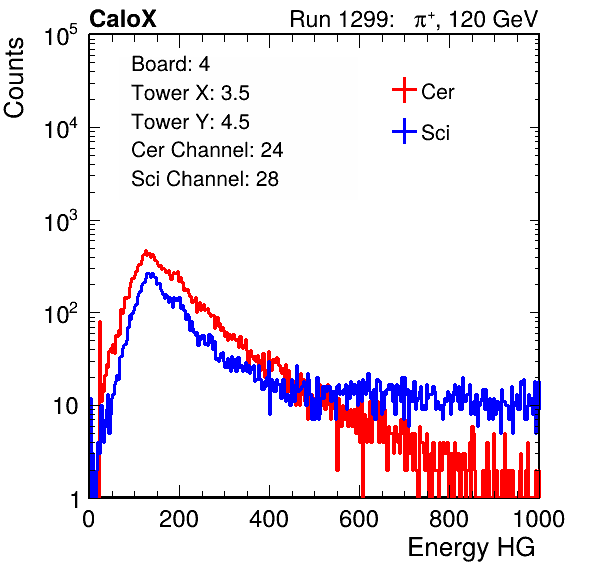 CaloX Run 1299: π⁺, 120 GeV
Counts
10⁵
10⁴
10³
10²
10
1
Board: 4
Tower X: 3.5
Tower Y: 4.5
Cer Channel: 24
Sci Channel: 28
Cer
Sci
0 200 400 600 800 1000
Energy HG